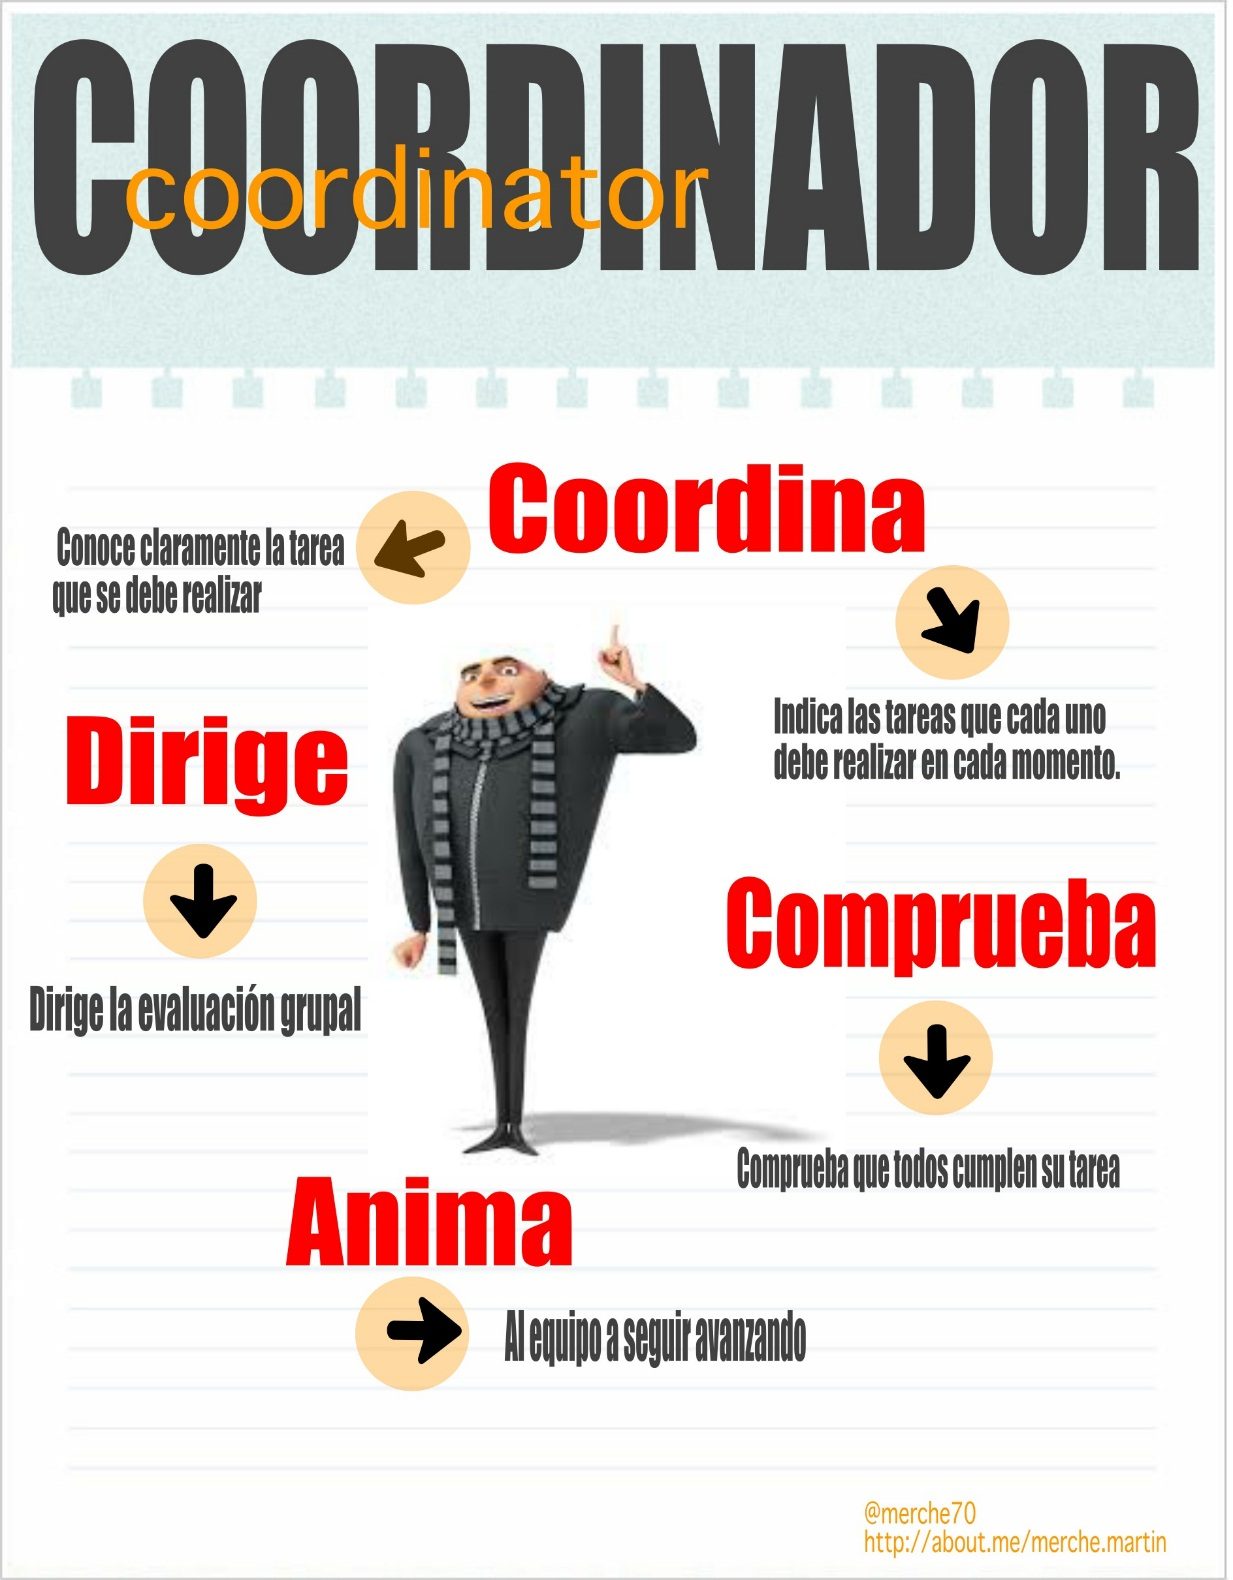 COORDINADOR
coordinator
Coordina
Conoce claramente la tarea
que se debe realizar
Indica las tareas que cada uno
debe realizar en cada momento.
Dirige
Dirige la evaluación grupal
Comprueba
Comprueba que todos cumplen su tarea
Anima
Al equipo a seguir avanzando
@merche70
http://about.me/merche.martin